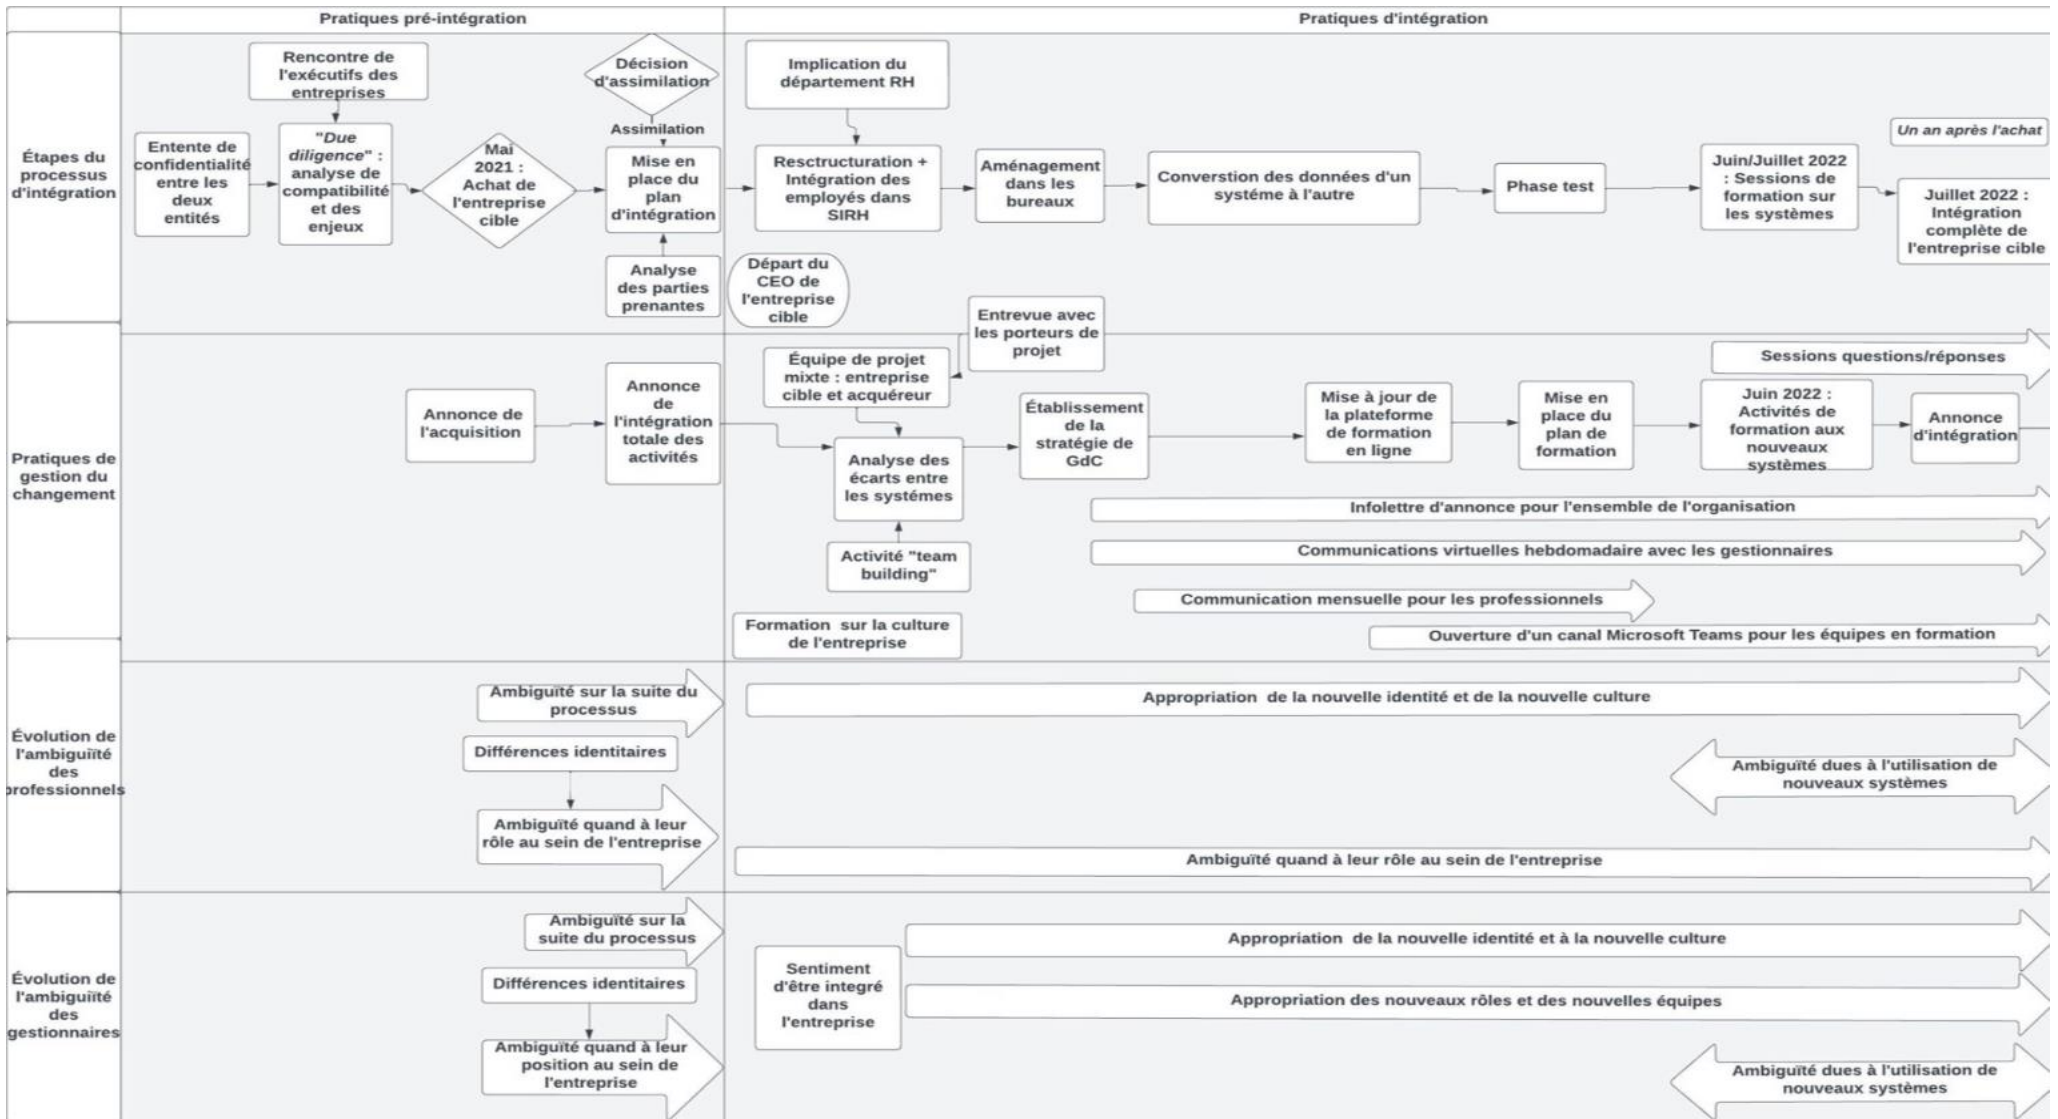 Pratiques pré-intégration
Pratiques d'intégration
Étapes du
processus
d'intégration
Rencontre de
l'exécutifs des
entreprises
Entente de
confidentialité
entre les
deux
entités
"Due
diligence" :
analyse de
compatibilité
et des
enjeux
Mai
2021 :
Achat de
l'entreprise
cible
Décision
d'assimilation
Assimilation
Mise en
place du
plan
d'intégration
Analyse
des parties
prenantes
Implication du
département RH
Resctructuration +
Intégration des
employés dans
SIRH
Départ du
CEO de
l'entreprise
cible
Aménagement
dans les
bureaux
Converstion des données d'un
systéme à l'autre
Phase test
Juin/Juillet 2022
: Sessions de
formation sur
les systèmes
Un an après l'achat
Juillet 2022 :
Intégration
complète de
l'entreprise cible
Pratiques de
gestion du
changement
Annonce de
l'acquisition
Annonce
de
l'intégration
totale des
activités
Équipe de projet
mixte : entreprise
cible et acquéreur
Entrevue avec
les porteurs de
projet
Analyse des
écarts entre
les systémes
Activité "team
building"
Formation sur la culture
de l'entreprise
Établissement
de la
stratégie de
GdC
Mise à jour de
la plateforme
de formation
en ligne
Mise en
place du
plan de
formation
Sessions questions/réponses
Juin 2022 :
Activités de
formation aux
nouveaux
systèmes
Annonce
d'intégration
Infolettre d'annonce pour l'ensemble de l'organisation
Communications virtuelles hebdomadaire avec les gestionnaires
Communication mensuelle pour les professionnels
Ouverture d'un canal Microsoft Teams pour les équipes en formation
Évolution de
l'ambiguïité
des
professionnels
Ambiguïté sur la suite du
processus
Différences identitaires
Ambiguïté quand à leur
rôle au sein de l'entreprise
Appropriation de la nouvelle identité et de la nouvelle culture
Ambiguïté dues à l'utilisation de
nouveaux systèmes
Ambiguïté quand à leur rôle au sein de l'entreprise
Évolution de
l'ambiguïité
des
gestionnaires
Ambiguïté sur la
suite du processus
Différences identitaires
Ambiguïté quand à leur
position au sein de
l'entreprise
Sentiment
d'être integré
dans
l'entreprise
Appropriation de la nouvelle identité et à la nouvelle culture
Appropriation des nouveaux rôles et des nouvelles équipes
Ambiguïté dues à l'utilisation de
nouveaux systèmes